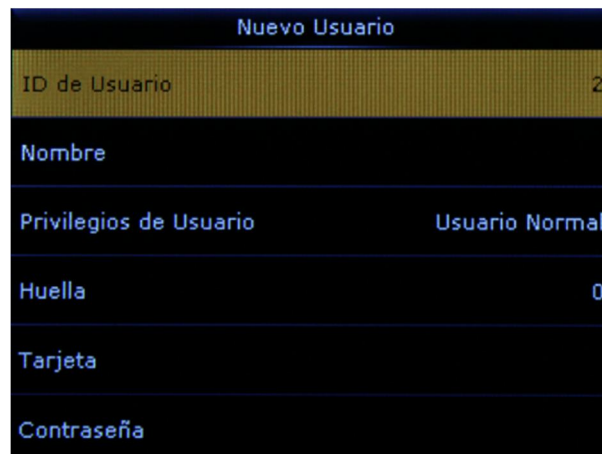 Nuevo Usuario
ID de Usuario 2
Nombre
Privilegios de Usuario Usuario Normal
Huella 0
Tarjeta
Contraseña